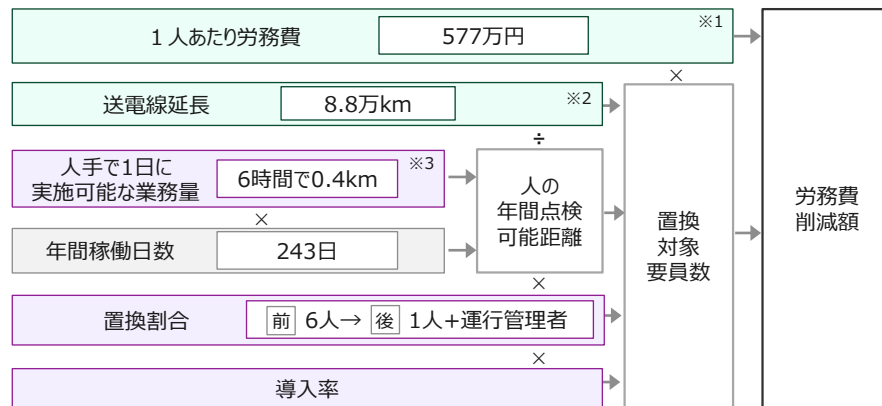 １人あたり労務費
577万円
※1
×
送電線延長
8.8万km
※2
÷
人手で1日に
実施可能な業務量
6時間で0.4km
※3
×
年間稼働日数
243日
人の
年間点検
可能距離
×
置換割合
前 6人→ 後 1人+運行管理者
×
導入率
置換
対象
要員数
労務費
削減額